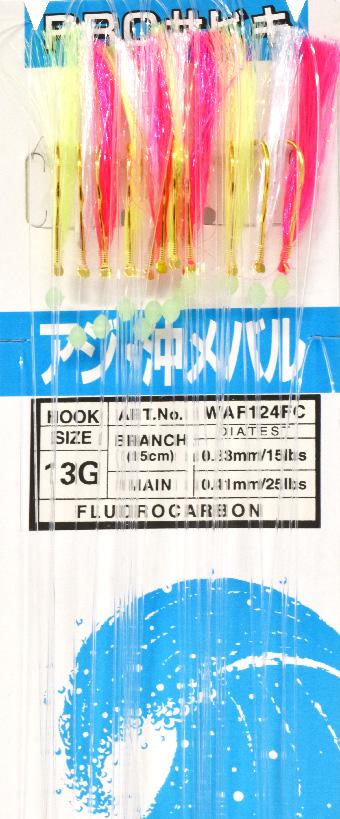 PROサビキ
アジ・沖メバル
HOOK SIZE
ART.No. WAF124FC
DIATEST
BRANCH (15cm) 0.33mm/15lbs
13G
MAIN 0.41mm/25lbs
FLUOROCARBON